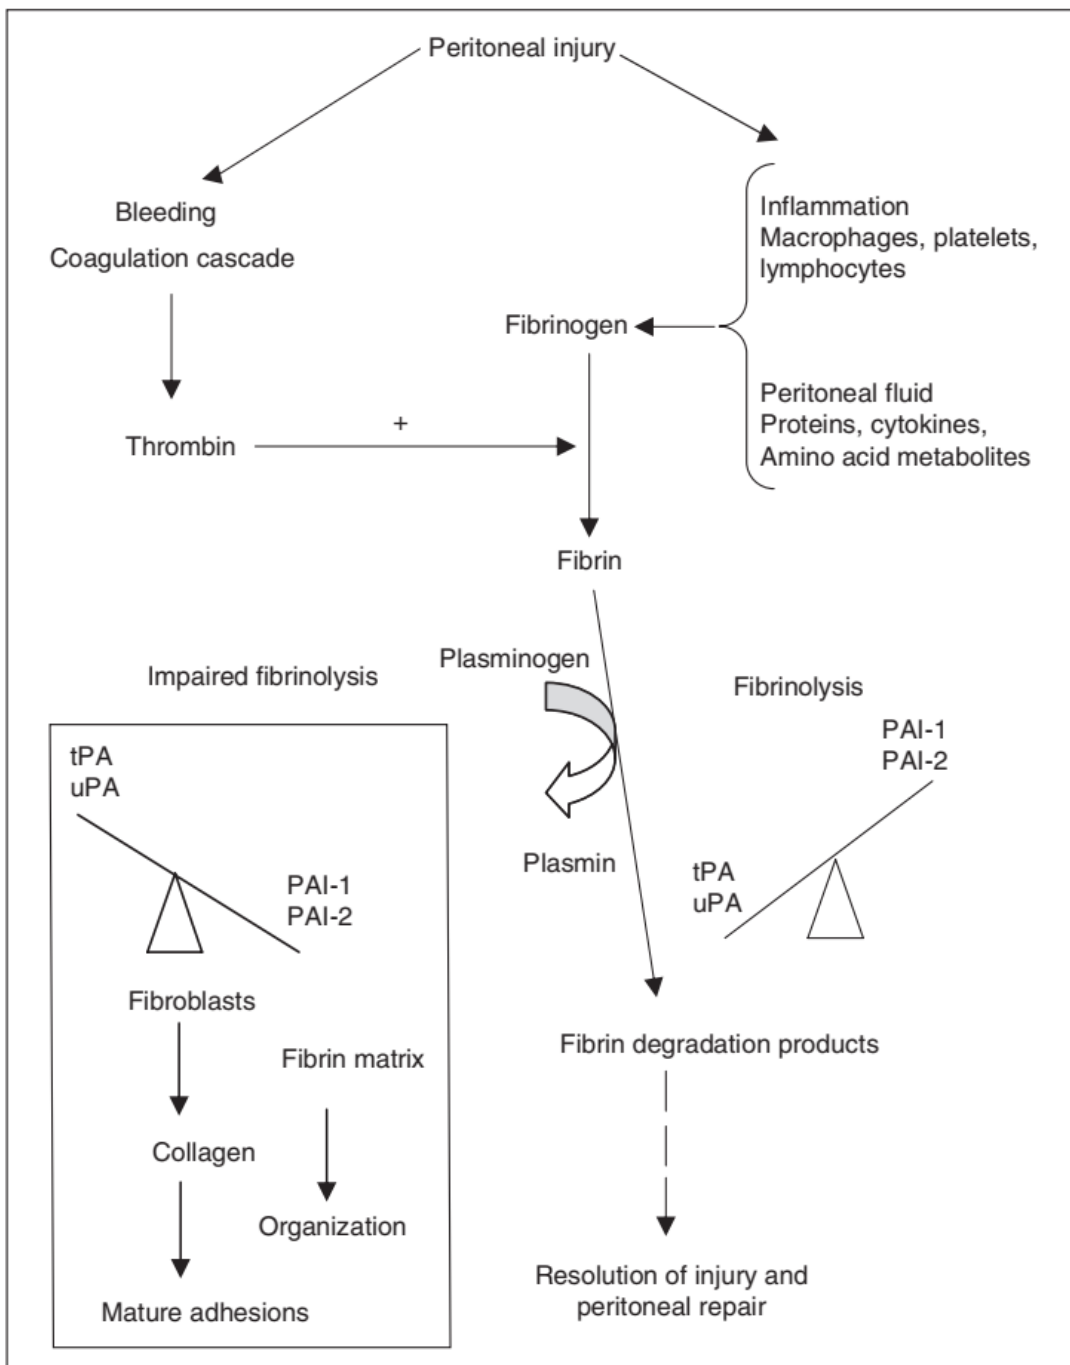 Peritoneal injury
Bleeding
Coagulation cascade
Inflammation
Macrophages, platelets,
lymphocytes
Fibrinogen
Peritoneal fluid
Proteins, cytokines,
Amino acid metabolites
+
Thrombin
Fibrin
Impaired fibrinolysis
Plasminogen
Fibrinolysis
tPA
uPA
PAI-1
PAI-2
Plasmin
PAI-1
PAI-2
tPA
uPA
Fibroblasts
Fibrin matrix
Collagen
Organization
Mature adhesions
Fibrin degradation products
Resolution of injury and
peritoneal repair